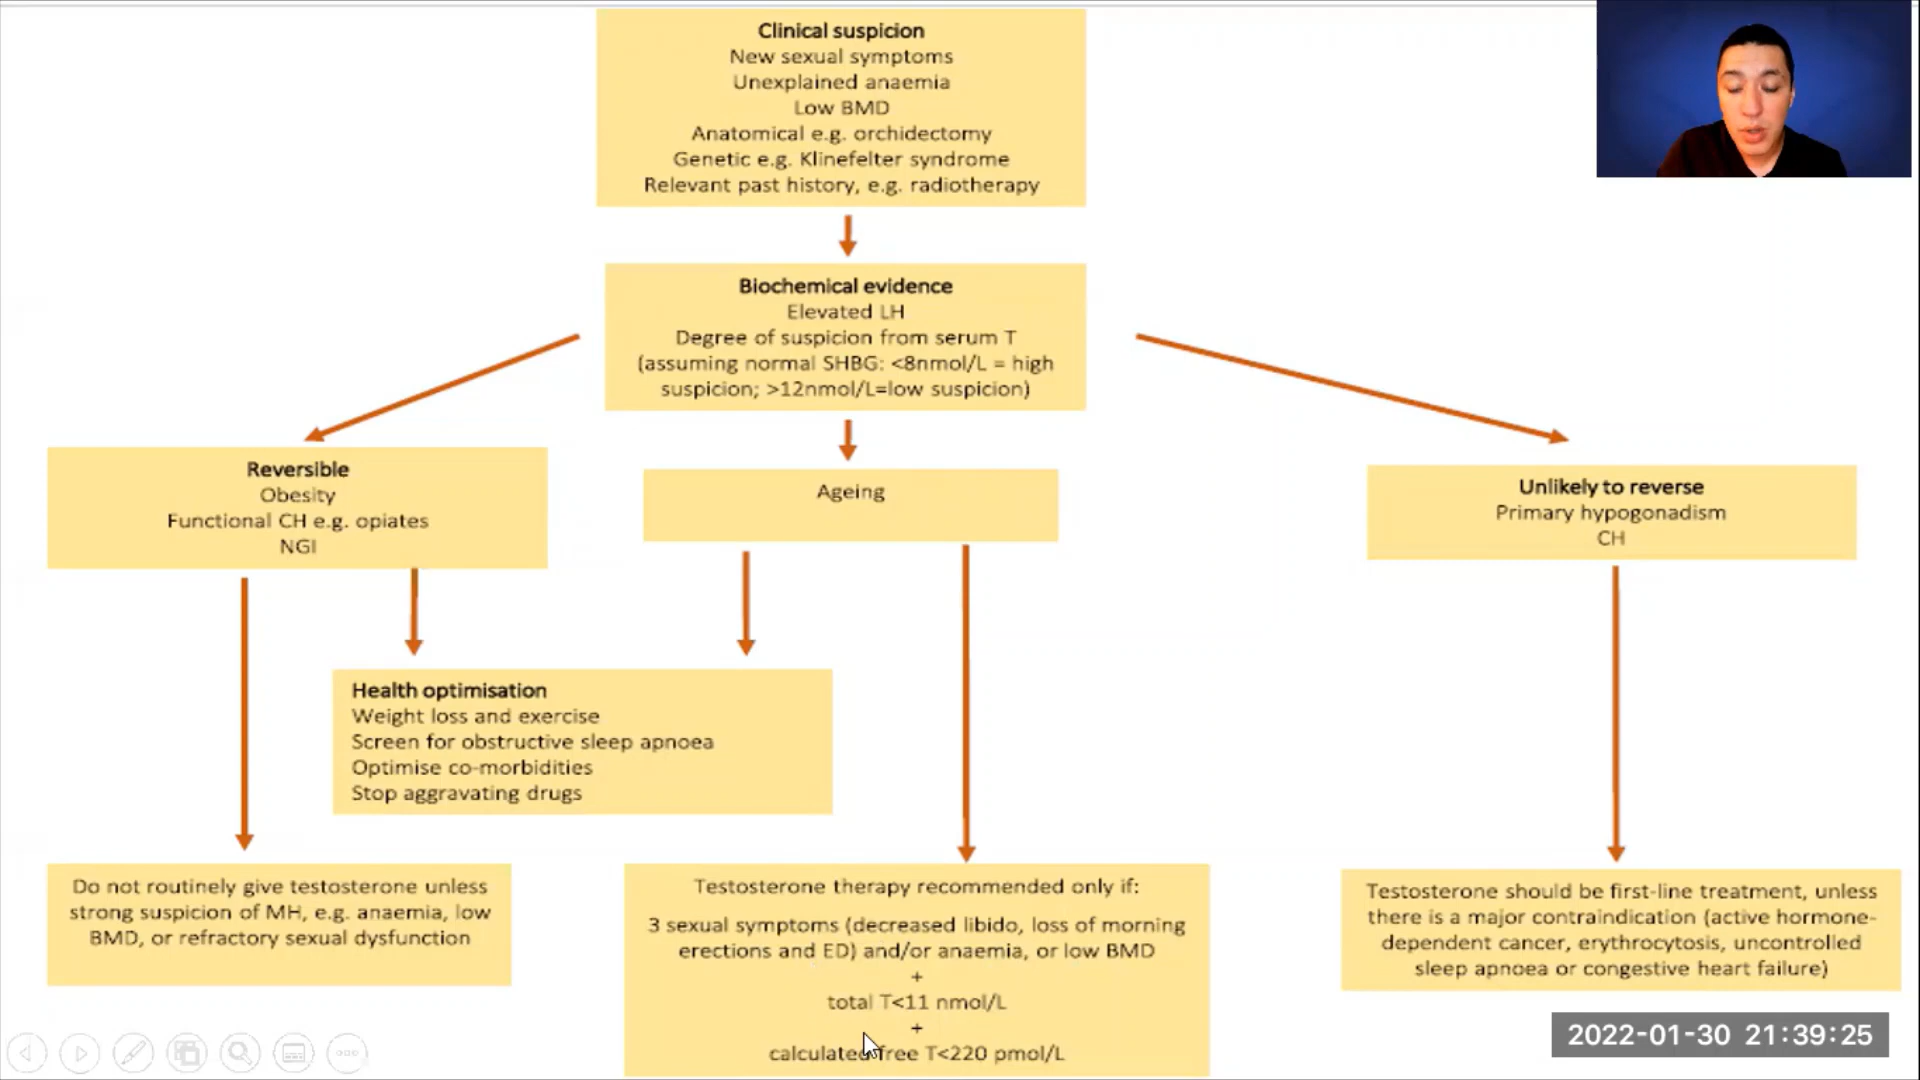 Clinical suspicion
New sexual symptoms
Unexplained anaemia
Low BMD
Anatomical e.g. orchidectomy
Genetic e.g. Klinefelter syndrome
Relevant past history, e.g. radiotherapy
Biochemical evidence
Elevated LH
Degree of suspicion from serum T
(assuming normal SHBG: <8nmol/L = high
suspicion; >12nmol/L=low suspicion)
Reversible
Obesity
Functional CH e.g. opiates
NGI
Ageing
Unlikely to reverse
Primary hypogonadism
CH
Health optimisation
Weight loss and exercise
Screen for obstructive sleep apnoea
Optimise co-morbidities
Stop aggravating drugs
Do not routinely give testosterone unless
strong suspicion of MH, e.g. anaemia, low
BMD, or refractory sexual dysfunction
Testosterone therapy recommended only if:
3 sexual symptoms (decreased libido, loss of morning
erections and ED) and/or anaemia, or low BMD
+
total T<11 nmol/L
+
calculated free T<220 pmol/L
Testosterone should be first-line treatment, unless
there is a major contraindication (active hormone-
dependent cancer, erythrocytosis, uncontrolled
sleep apnoea or congestive heart failure)
2022-01-30 21:39:25